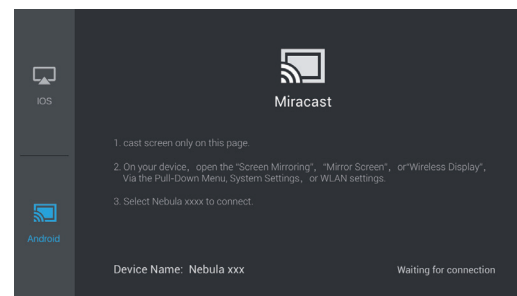 IOS
Android
Miracast
1. cast screen only on this page.
2. On your device, open the "Screen Mirroring", "Mirror Screen", or"Wireless Display",
Via the Pull-Down Menu, System Settings, or WLAN settings.
3. Select Nebula xxxx to connect.
Device Name: Nebula xxx
Waiting for connection